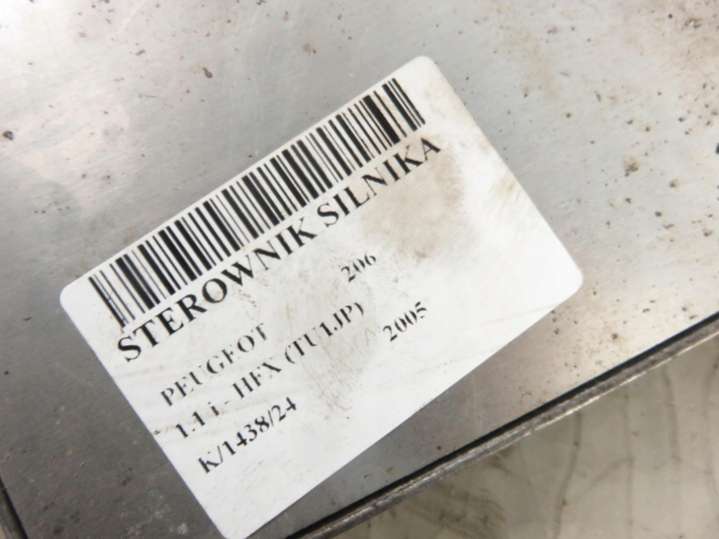 STEROWNIK SILNIKA
PEUGEOT 206
1.1 I - HFX (TU1JP) 2005
K/1438/24